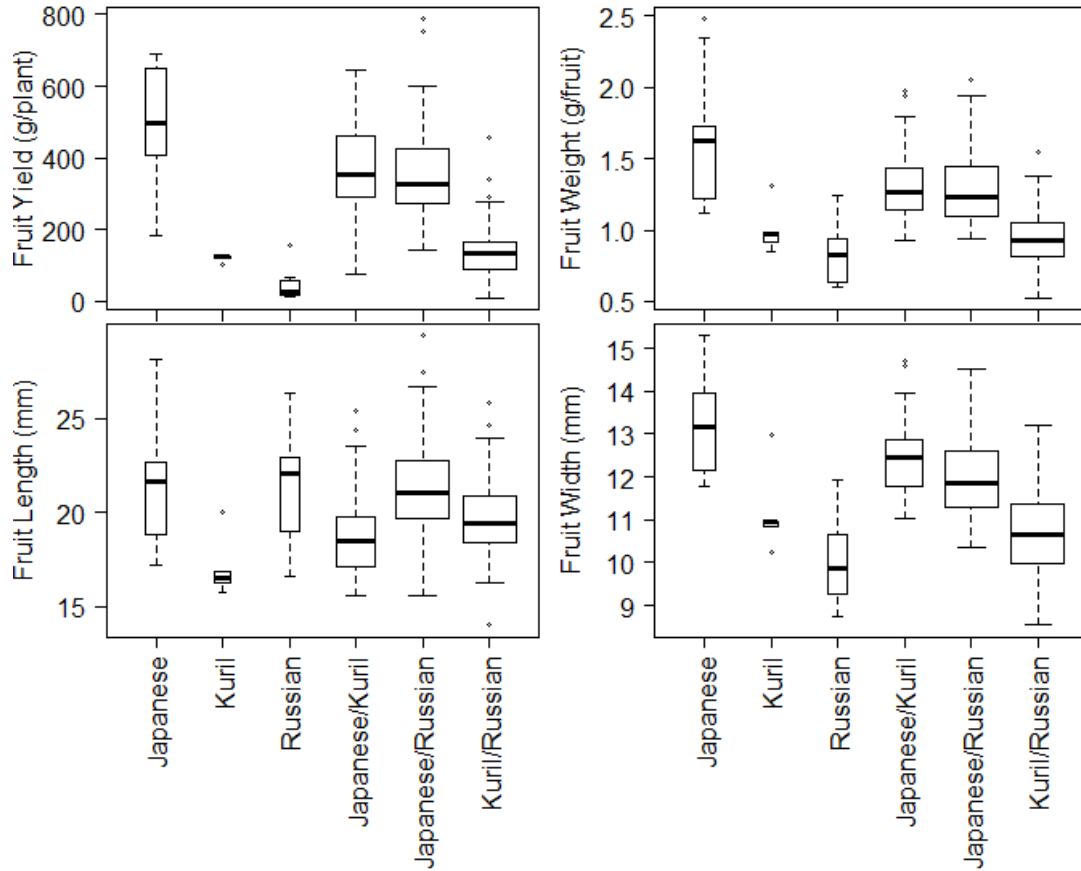 Fruit Yield (g/plant)
800
600
400
200
0
Fruit Weight (g/fruit)
2.5
2.0
1.5
1.0
0.5
Fruit Length (mm)
25
20
15
Fruit Width (mm)
15
14
13
12
11
10
9
Japanese
Kuril
Russian
Japanese/Kuril
Japanese/Russian
Kuril/Russian
Japanese
Kuril
Russian
Japanese/Kuril
Japanese/Russian
Kuril/Russian